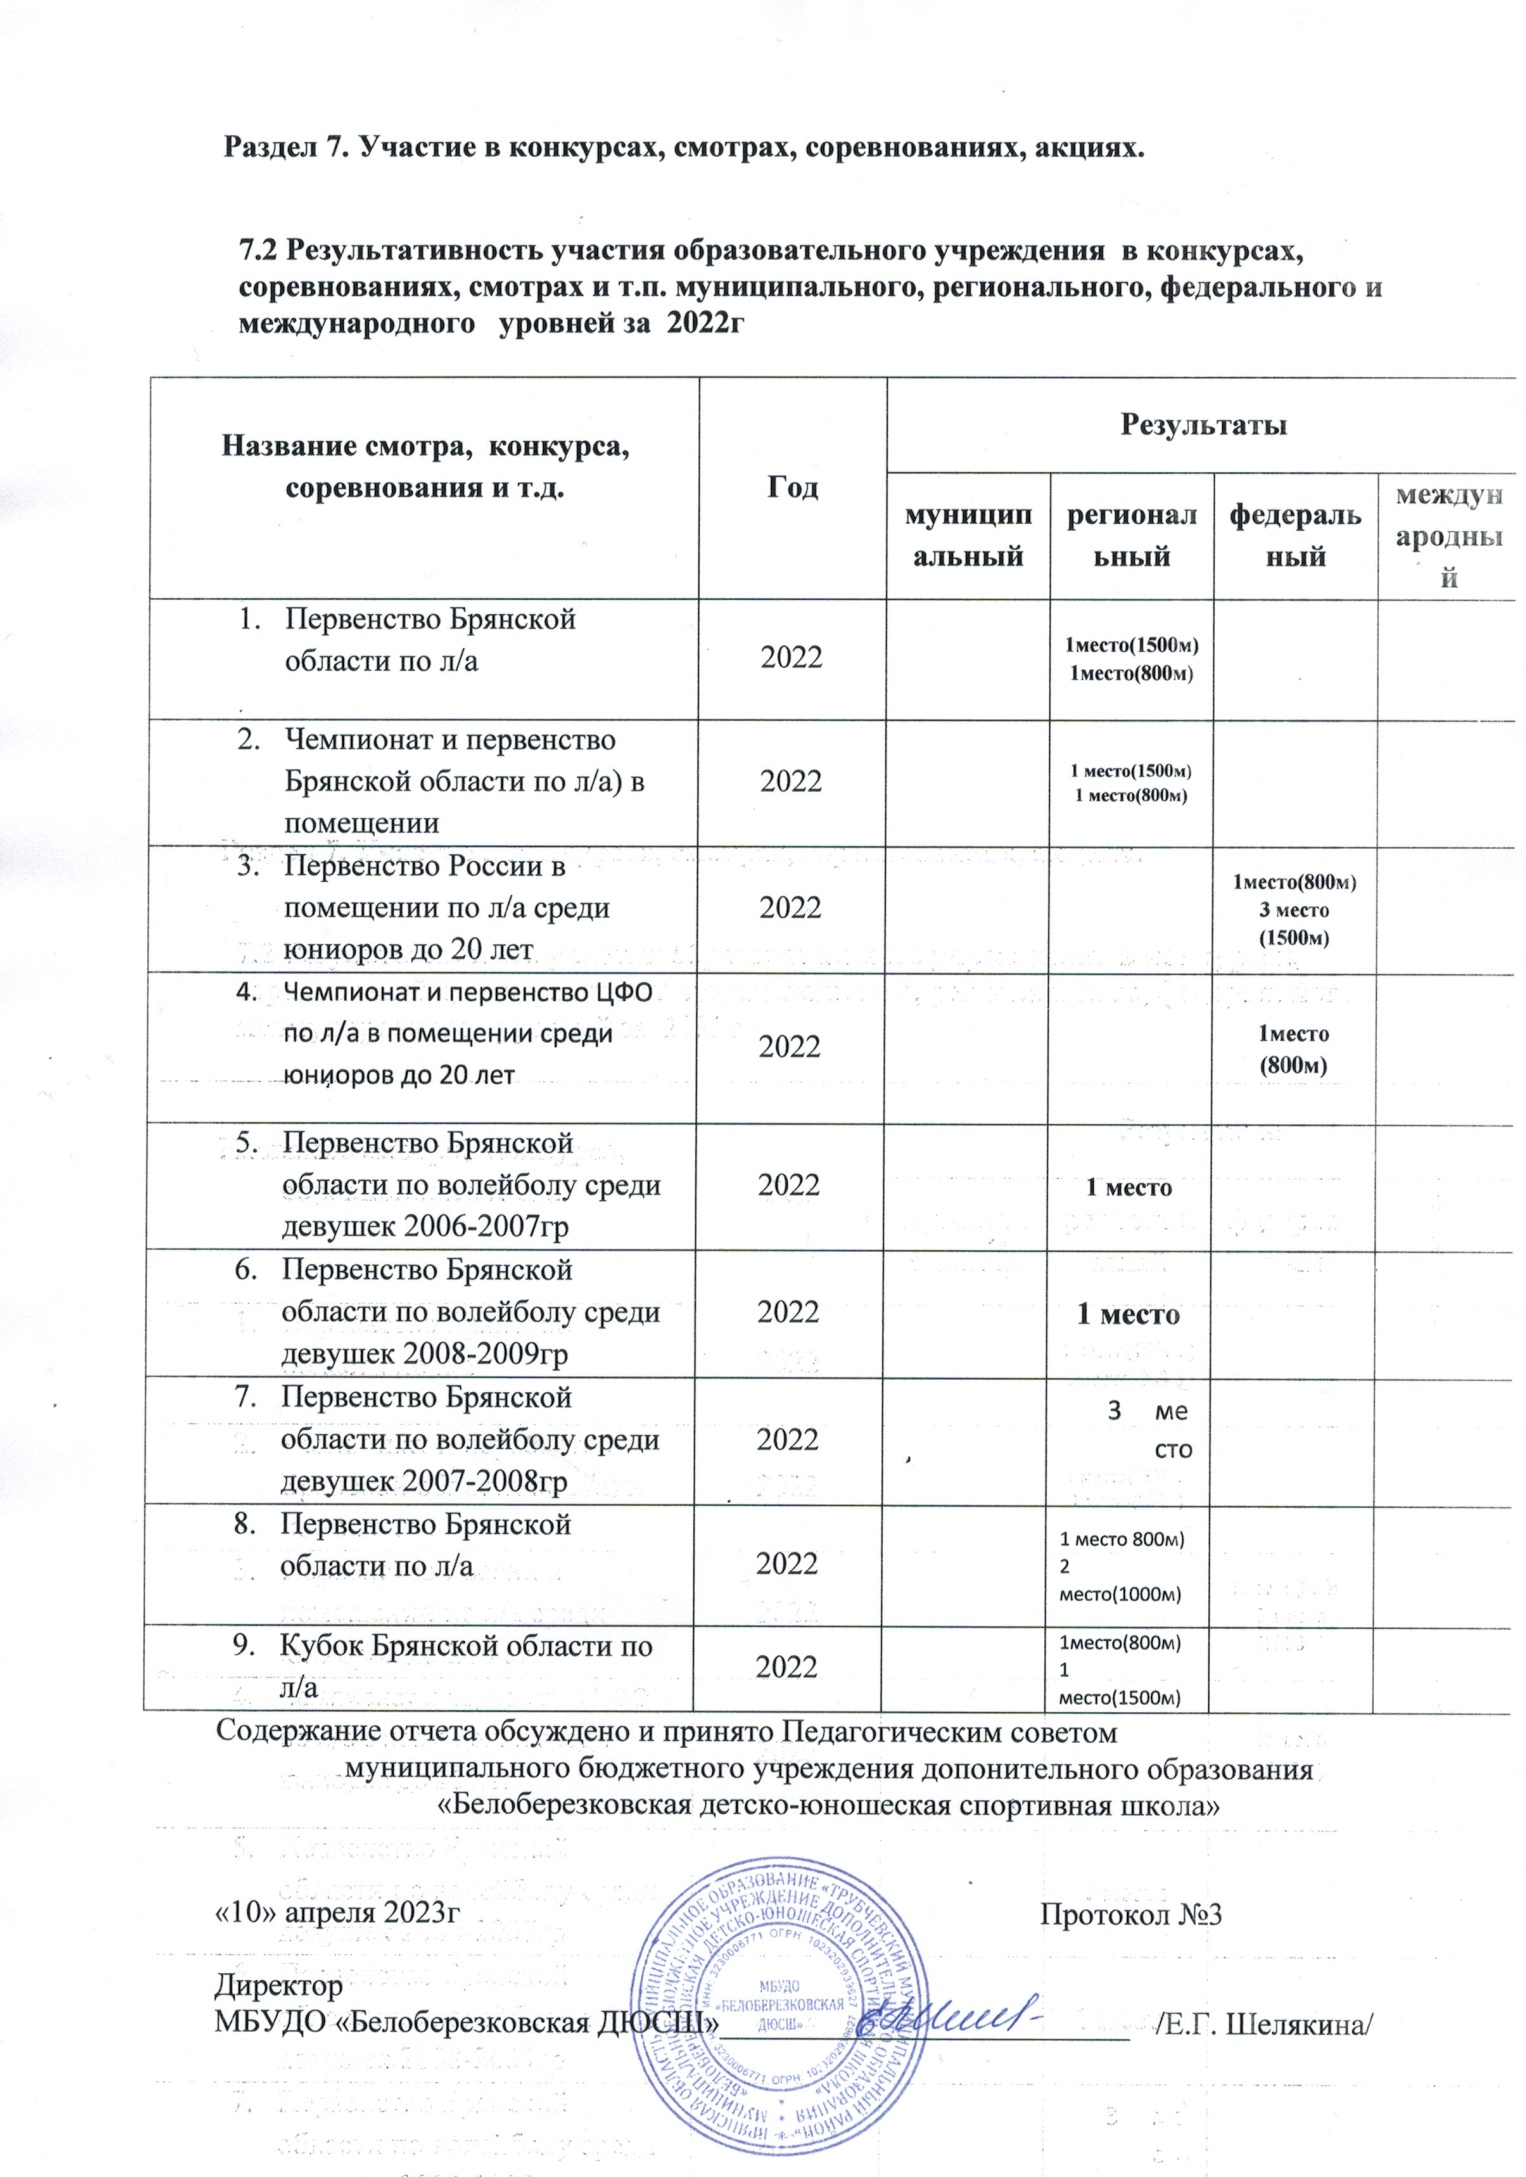 Раздел 7. Участие в конкурсах, смотрах, соревнованиях, акциях.
7.2 Результативность участия образовательного учреждения в конкурсах,
соревнованиях, смотрах и т.п. муниципального, регионального, федерального и
международного уровней за 2022г
Название смотра, конкурса,
соревнования и т.д.
Год
Результаты
муницип
альный
регионал
ьный
федераль
ный
междун
ародны
й
1. Первенство Брянской
области по л/а
2022
1место(1500м)
1место(800м)
2. Чемпионат и первенство
Брянской области по л/а) в
помещении
2022
1 место(1500м)
1 место(800м)
3. Первенство России в
помещении по л/а среди
юниоров до 20 лет
2022
1место(800м)
3 место
(1500м)
4. Чемпионат и первенство ЦФО
по л/а в помещении среди
юниоров до 20 лет
2022
1место
(800м)
5. Первенство Брянской
области по волейболу среди
девушек 2006-2007гр
2022
1 место
6. Первенство Брянской
области по волейболу среди
девушек 2008-2009гр
2022
1 место
7. Первенство Брянской
области по волейболу среди
девушек 2007-2008гр
2022
3 ме
сто
8. Первенство Брянской
области по л/а
2022
1 место 800м)
2
место(1000м)
9. Кубок Брянской области по
л/а
2022
1место(800м)
1
место(1500м)
Содержание отчета обсуждено и принято Педагогическим советом
муниципального бюджетного учреждения допонительного образования
«Белоберезковская детско-юношеская спортивная школа»
«10» апреля 2023г Протокол №3
Директор
МБУДО «Белоберезковская ДЮСШ» /Е.Г. Шелякина/
МБУДО
«БЕЛОБЕРЕЗКОВСКАЯ
ДЮСШ»
ИНН 3230006771 ОГРН 1023202939627